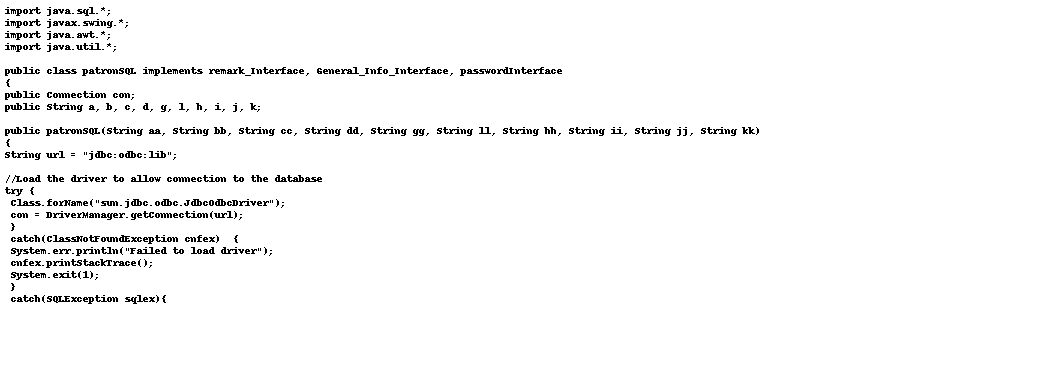 import java.sql.*;
import javax.swing.*;
import java.awt.*;
import java.util.*;

public class patronSQL implements remark_Interface, General_Info_Interface, passwordInterface
{
public Connection con;
public String a, b, c, d, g, l, h, i, j, k;

public patronSQL(String aa, String bb, String cc, String dd, String gg, String ll, String hh, String ii, String jj, String kk)
{
String url = "jdbc:odbc:lib";

//Load the driver to allow connection to the database
try {
 Class.forName("sun.jdbc.odbc.JdbcOdbcDriver");
 con = DriverManager.getConnection(url);
 }
 catch(ClassNotFoundException cnfex)  {
 System.err.println("Failed to load driver");
 cnfex.printStackTrace();
 System.exit(1);
 }
 catch(SQLException sqlex){